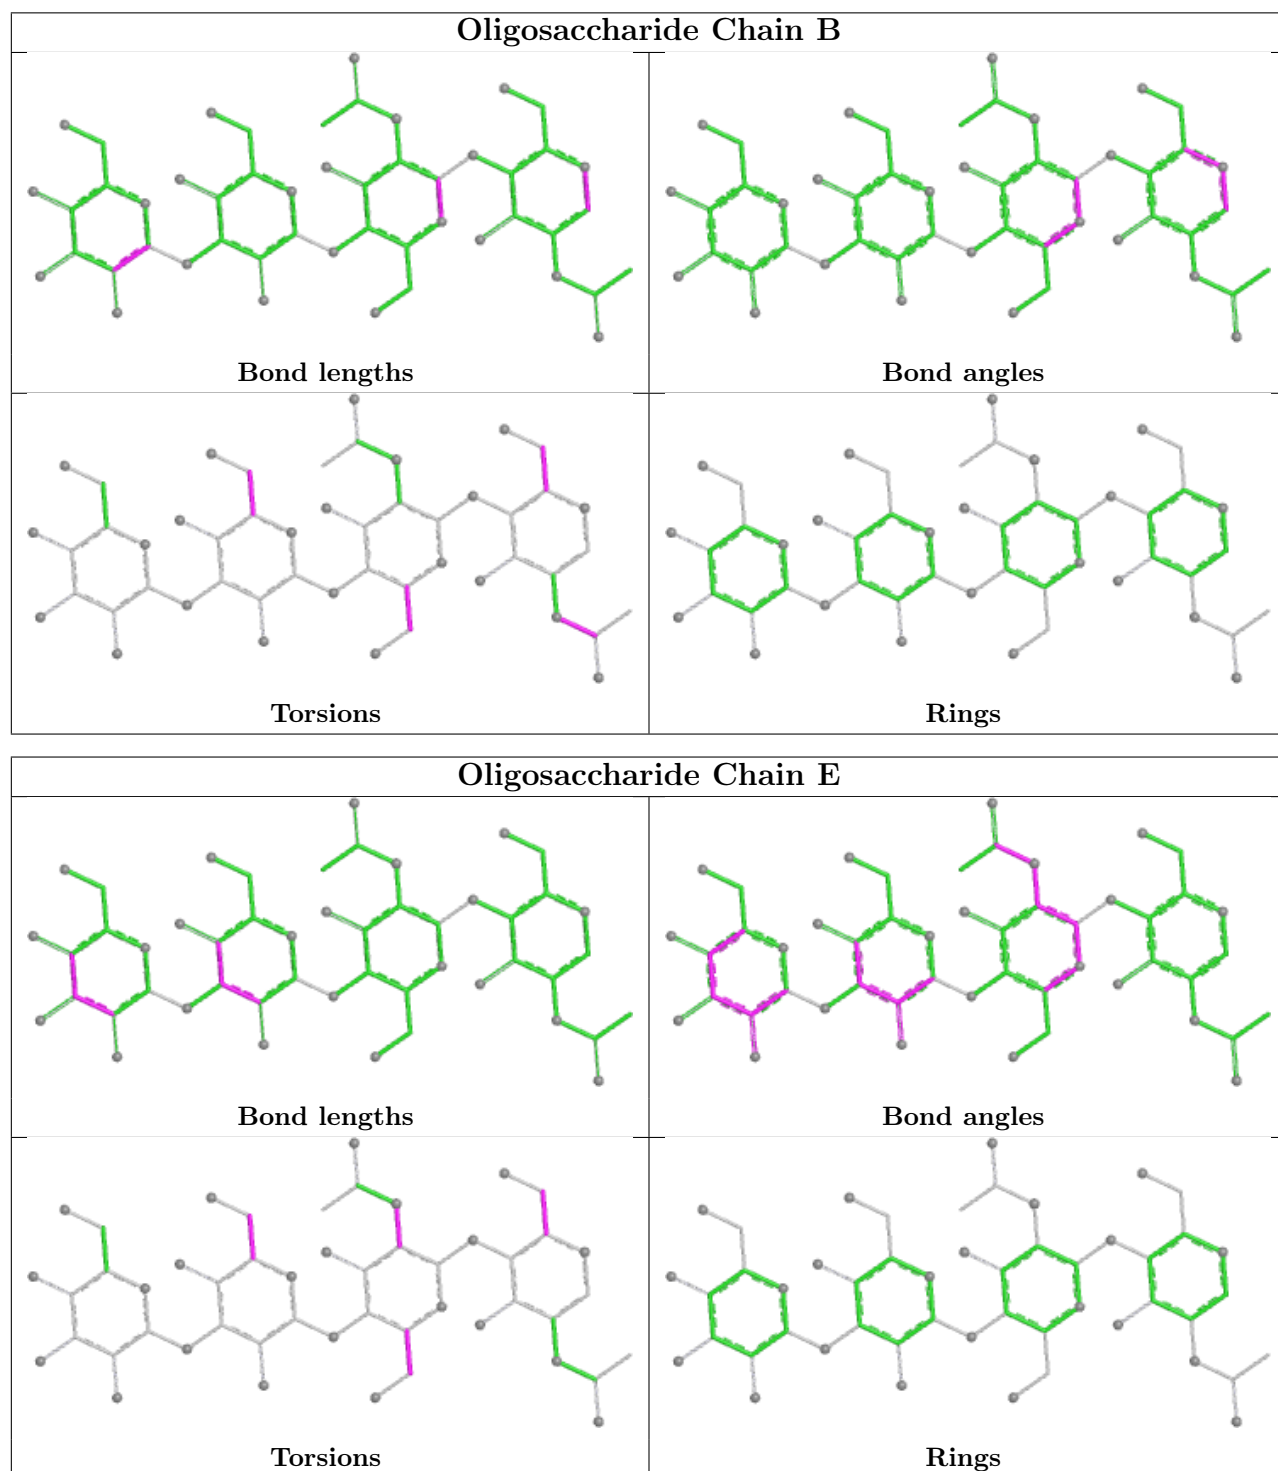 Oligosaccharide Chain B
Bond lengths
Bond angles
Torsions
Rings
Oligosaccharide Chain E
Bond lengths
Bond angles
Torsions
Rings